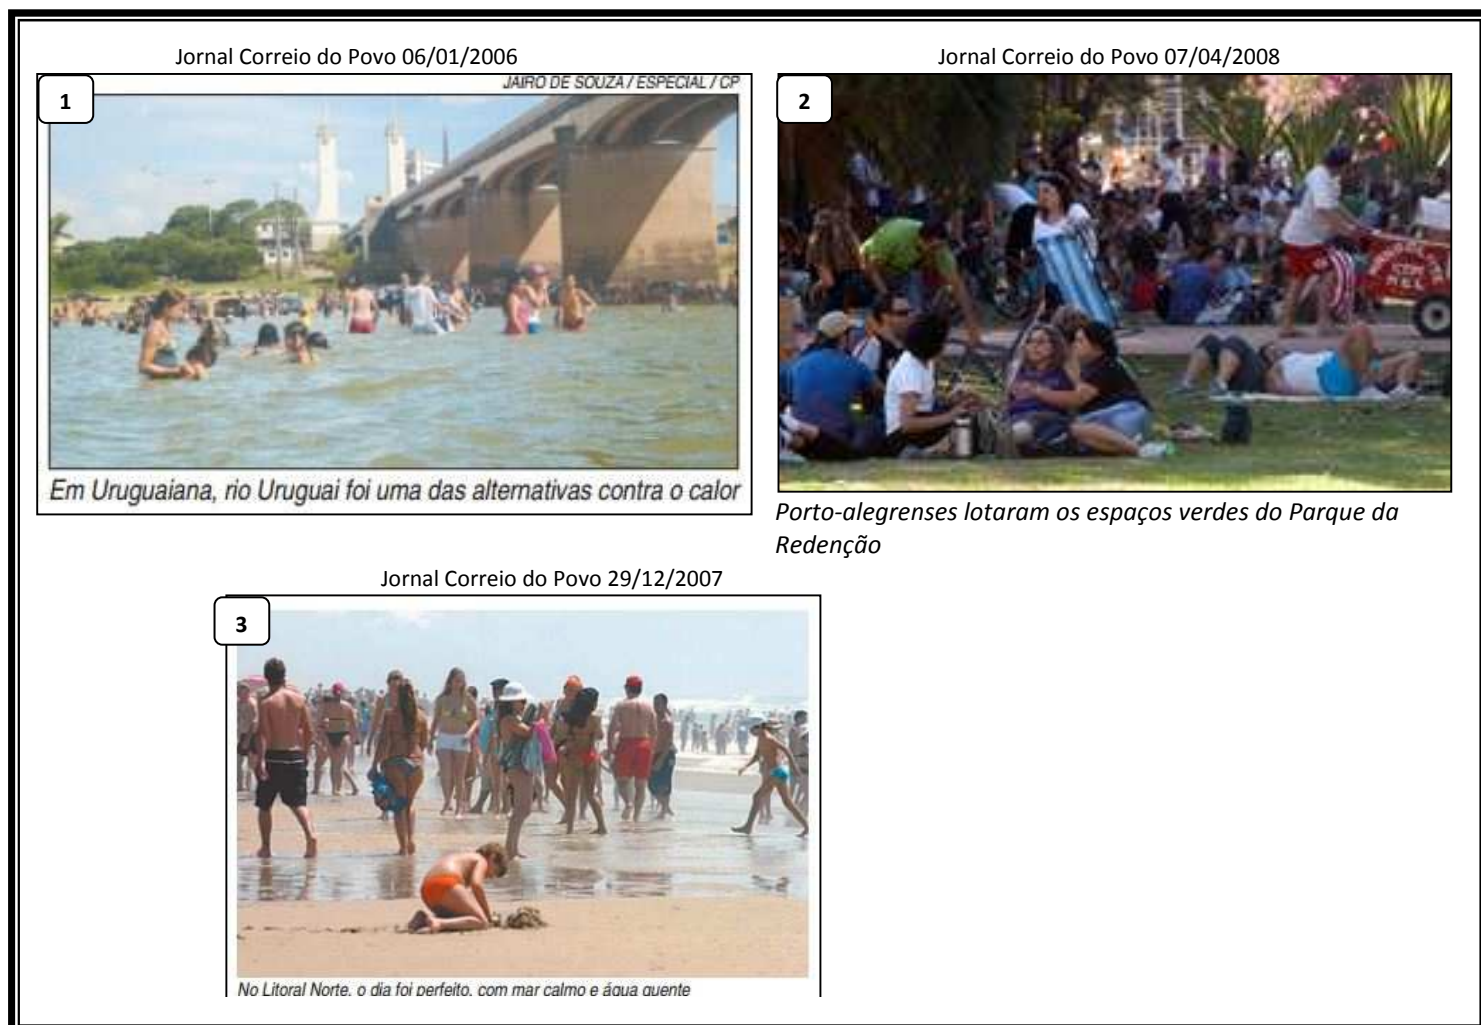 Jornal Correio do Povo 06/01/2006
JAIRO DE SOUZA / ESPECIAL / CP
1
Em Uruguaiana, rio Uruguai foi uma das alternativas contra o calor
Jornal Correio do Povo 07/04/2008
2
Porto-alegrenses lotaram os espaços verdes do Parque da
Redenção
Jornal Correio do Povo 29/12/2007
3
No Litoral Norte, o dia foi perfeito, com mar calmo e água quente